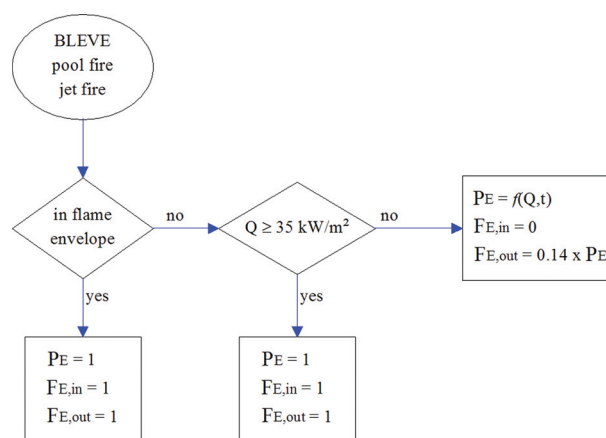 BLEVE
pool fire
jet fire
in flame
envelope
no
Q ≥ 35 kW/m²
no
PE = f(Q,t)
FE,in = 0
FE,out = 0.14 x PE
yes
yes
PE = 1
FE,in = 1
FE,out = 1
PE = 1
FE,in = 1
FE,out = 1